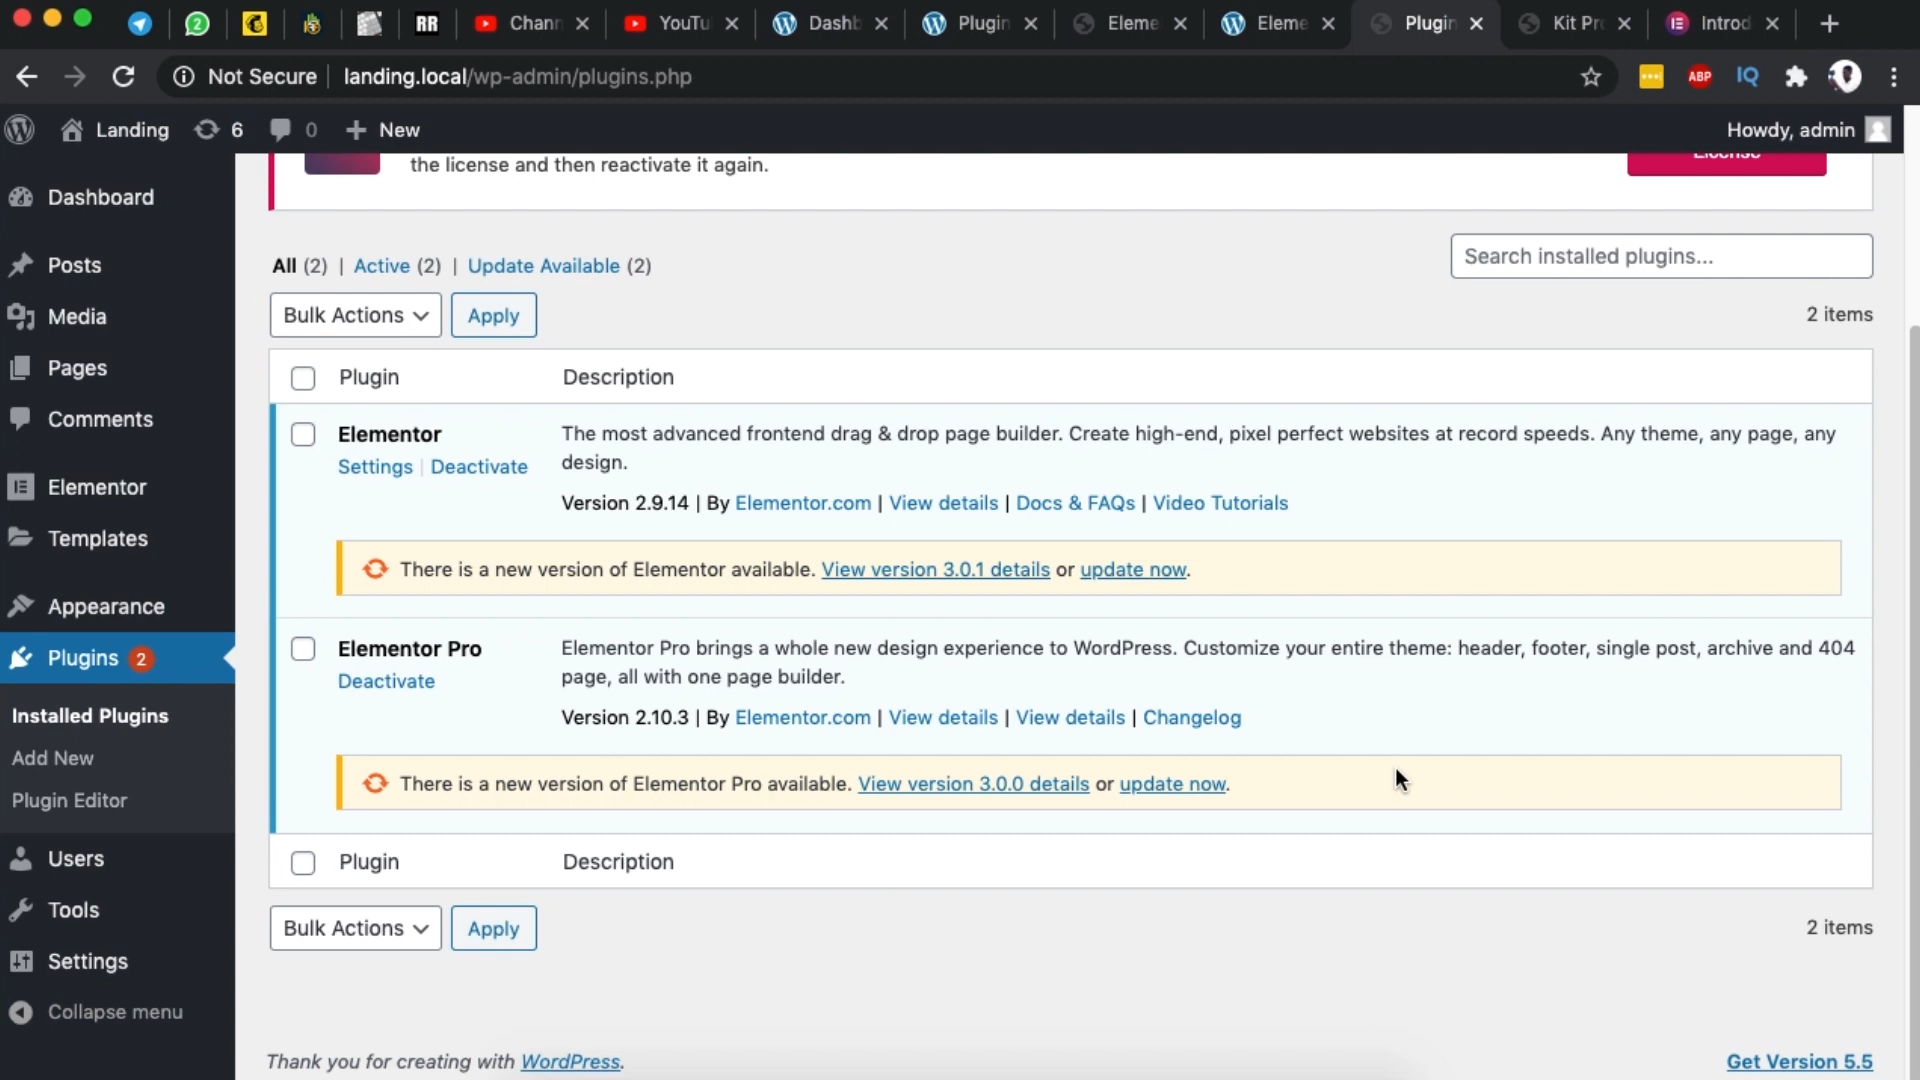 2
RR
Chann
YouTu
Dashb
Plugin
Eleme
Eleme
Plugin
Kit Pr
Introd
Not Secure
landing.local/wp-admin/plugins.php
ABP
IQ
Landing
6
0
New
Howdy, admin
the license and then reactivate it again.
License
Dashboard
Posts
Media
Pages
Comments
Elementor
Templates
Appearance
Plugins 2
Installed Plugins
Add New
Plugin Editor
Users
Tools
Settings
Collapse menu
All (2) | Active (2) | Update Available (2)
Search installed plugins...
Bulk Actions
Apply
2 items
Plugin
Description
Elementor
Settings | Deactivate
The most advanced frontend drag & drop page builder. Create high-end, pixel perfect websites at record speeds. Any theme, any page, any
design.
Version 2.9.14 | By Elementor.com | View details | Docs & FAQs | Video Tutorials
There is a new version of Elementor available. View version 3.0.1 details or update now.
Elementor Pro
Deactivate
Elementor Pro brings a whole new design experience to WordPress. Customize your entire theme: header, footer, single post, archive and 404
page, all with one page builder.
Version 2.10.3 | By Elementor.com | View details | View details | Changelog
There is a new version of Elementor Pro available. View version 3.0.0 details or update now.
Plugin
Description
Bulk Actions
Apply
2 items
Thank you for creating with WordPress.
Get Version 5.5